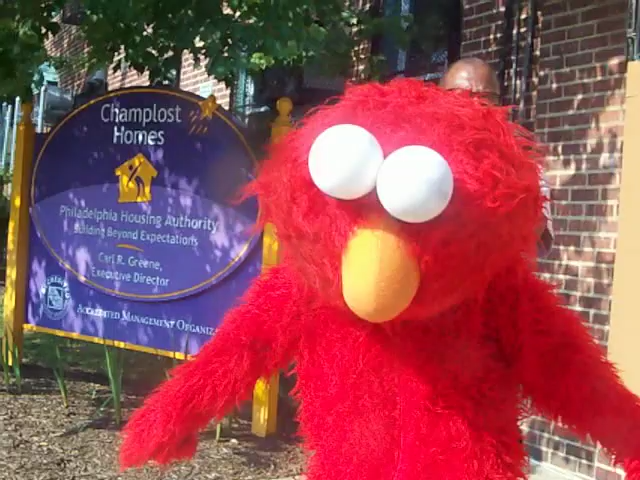 Champlost
Homes
Philadelphia Housing Authority
Building Beyond Expectations
Carl R. Greene,
Executive Director
Accredited Management Organiz